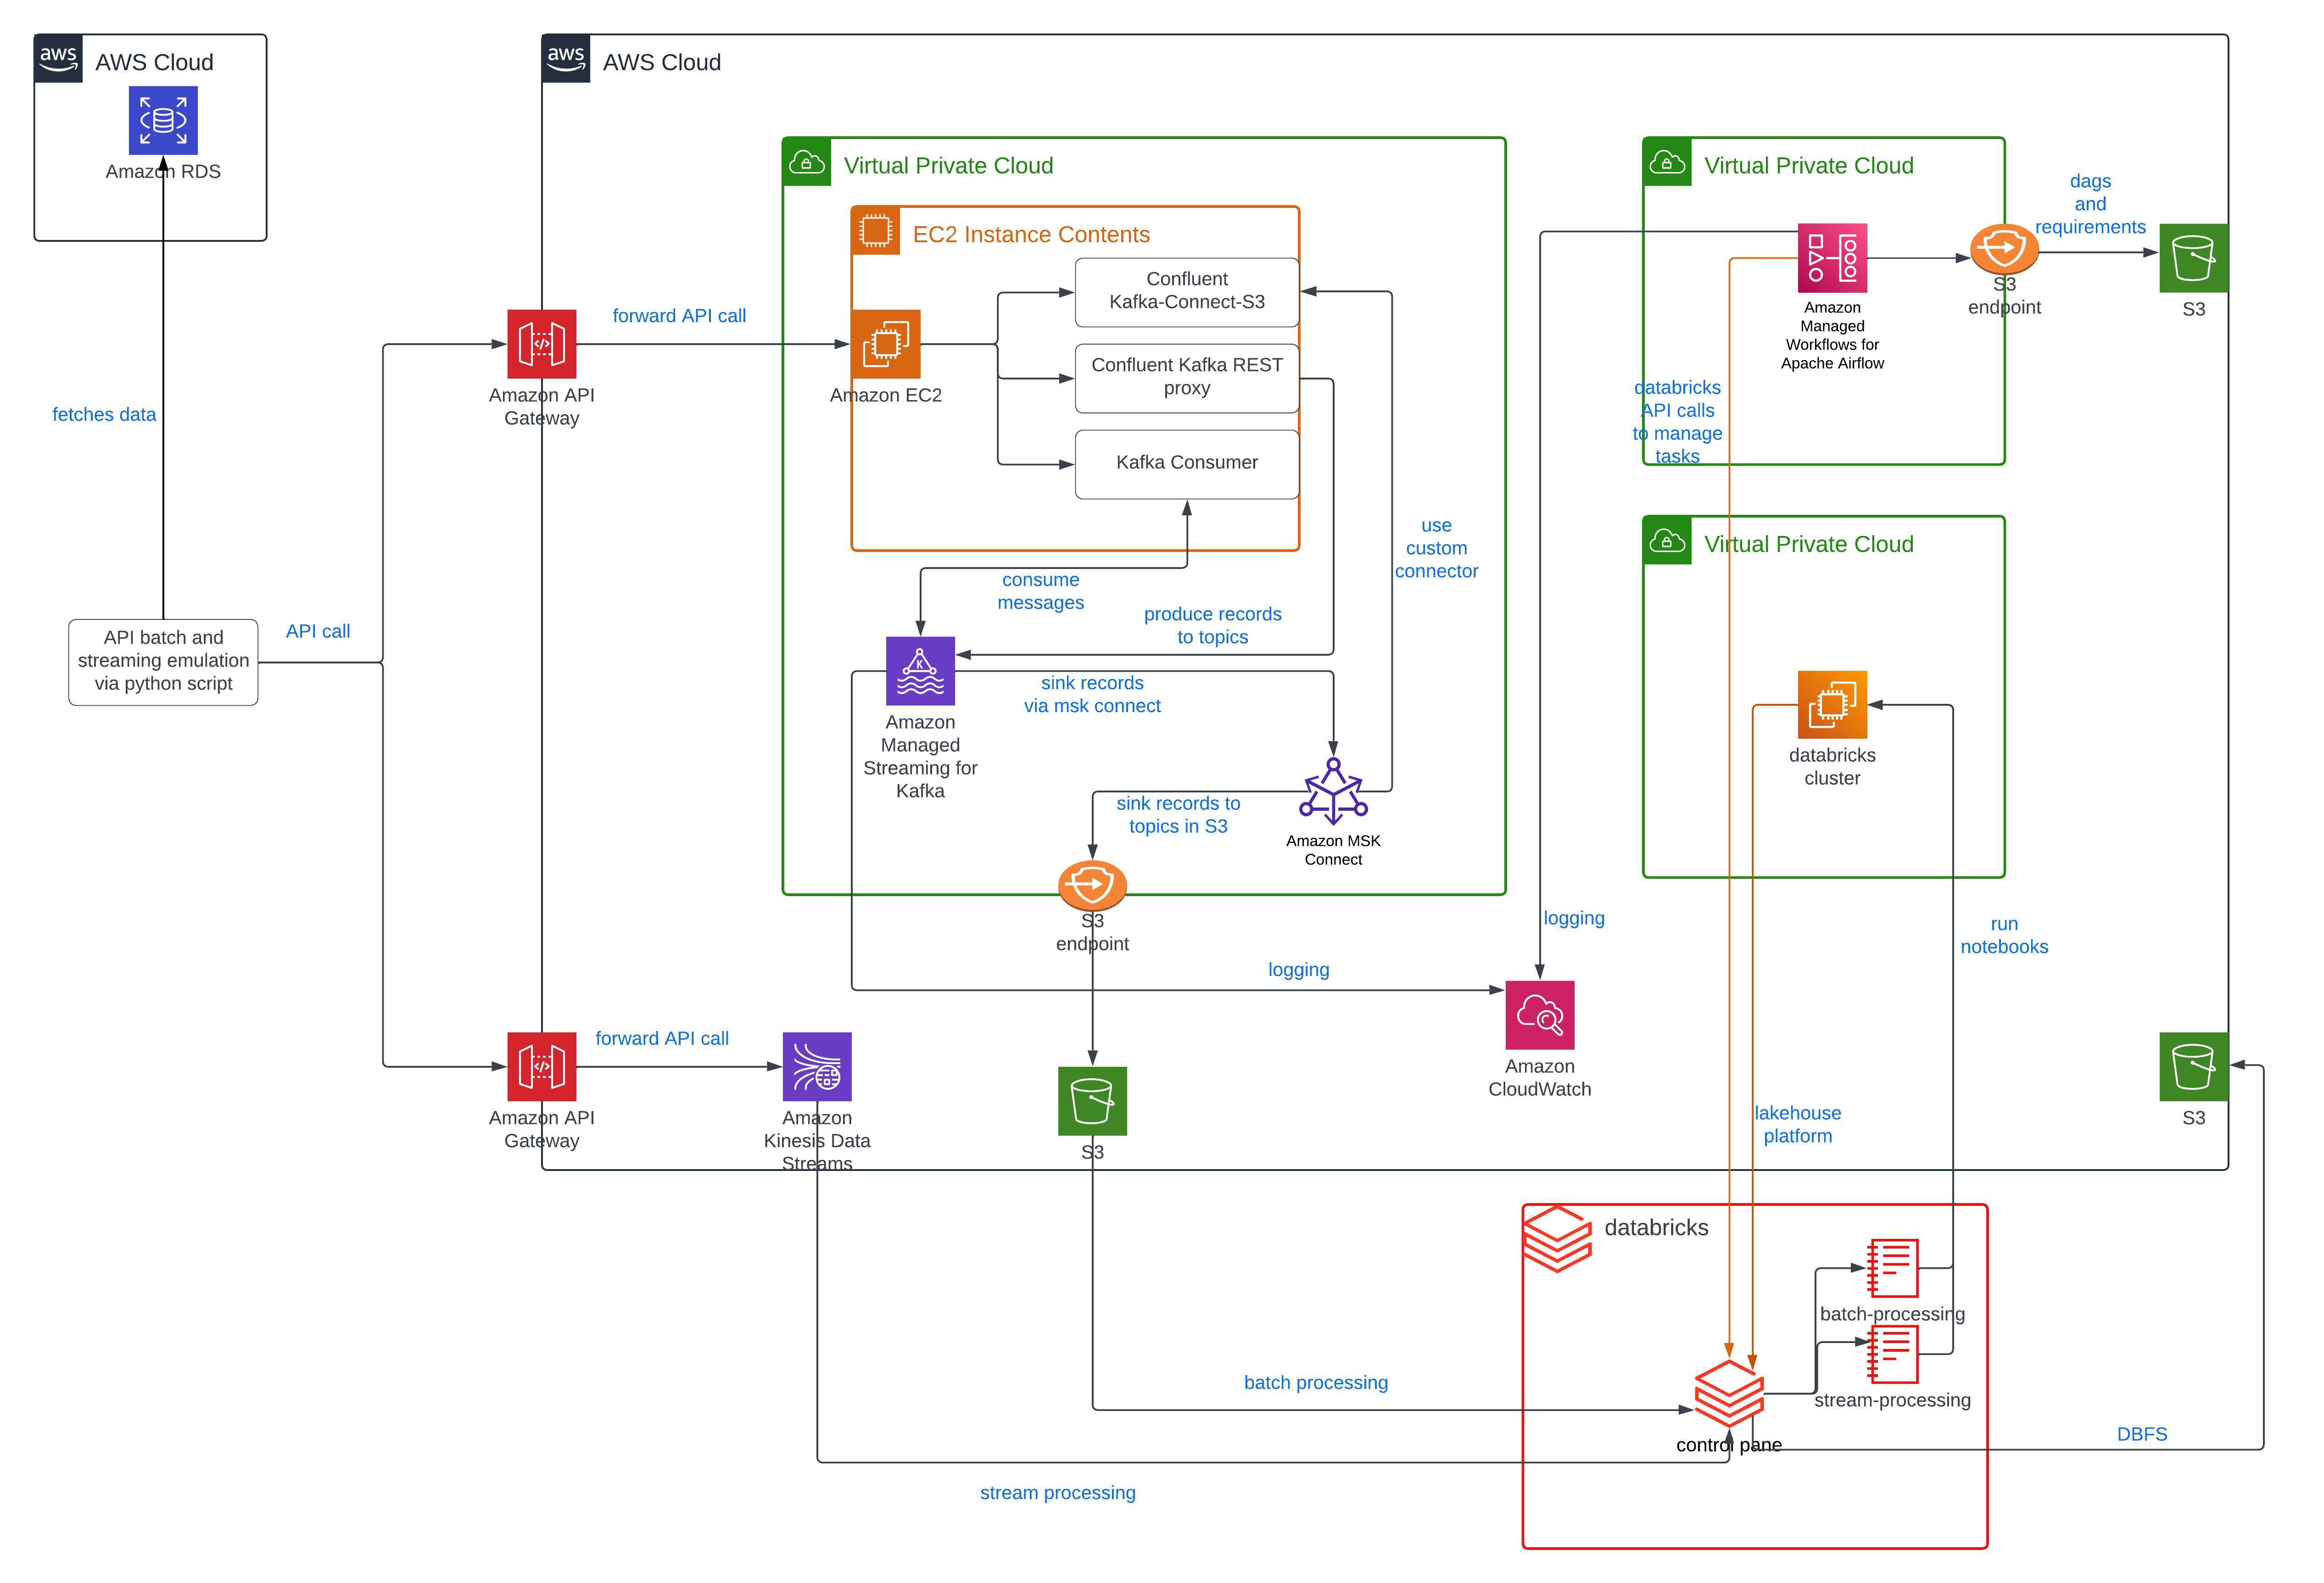 aws
AWS Cloud
Amazon RDS
fetches data
API batch and
streaming emulation
via python script
API call
aws
AWS Cloud
Amazon API
Gateway
forward API call
Virtual Private Cloud
EC2 Instance Contents
Amazon EC2
Confluent
Kafka-Connect-S3
Confluent Kafka REST
proxy
Kafka Consumer
consume
messages
produce records
to topics
use
custom
connector
K
Amazon
Managed
Streaming for
Kafka
sink records
via msk connect
sink records to
topics in S3
Amazon MSK
Connect
S3
endpoint
logging
logging
Amazon
CloudWatch
Amazon API
Gateway
forward API call
Amazon
Kinesis Data
Streams
S3
Virtual Private Cloud
Amazon
Managed
Workflows for
Apache Airflow
S3
endpoint
dags
and
requirements
S3
databricks
API calls
to manage
tasks
Virtual Private Cloud
databricks
cluster
run
notebooks
lakehouse
platform
S3
databricks
batch-processing
stream-processing
control pane
batch processing
stream processing
DBFS